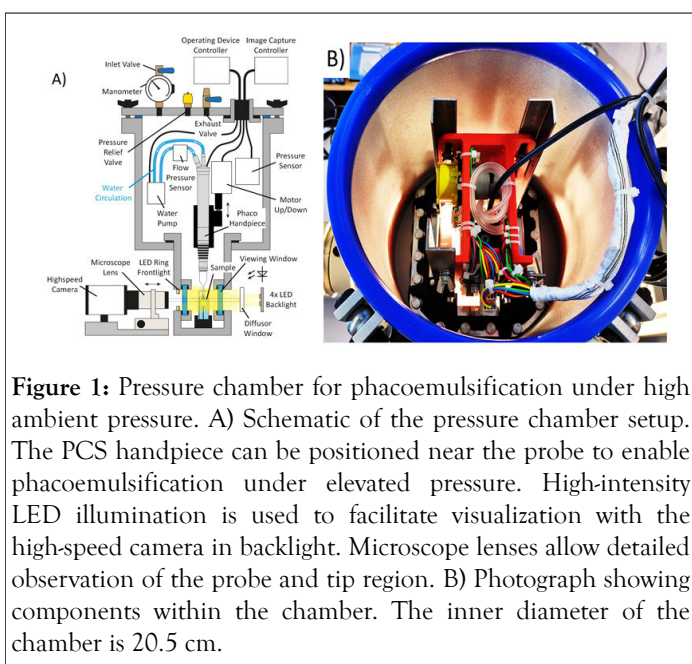 A)
Inlet Valve
Manometer
Operating Device
Controller
Image Capture
Controller
Exhaust
Valve
Pressure
Relief
Valve
Water
Circulation
Flow
Pressure
Sensor
Water
Pump
Pressure
Sensor
Motor
Up/Down
Phaco
Handpiece
Viewing Window
Sample
Microscope
Lens
LED Ring
Frontlight
Highspeed
Camera
4x LED
Backlight
Diffusor
Window
B)
Figure 1: Pressure chamber for phacoemulsification under high
ambient pressure. A) Schematic of the pressure chamber setup.
The PCS handpiece can be positioned near the probe to enable
phacoemulsification under elevated pressure. High-intensity
LED illumination is used to facilitate visualization with the
high-speed camera in backlight. Microscope lenses allow detailed
observation of the probe and tip region. B) Photograph showing
components within the chamber. The inner diameter of the
chamber is 20.5 cm.